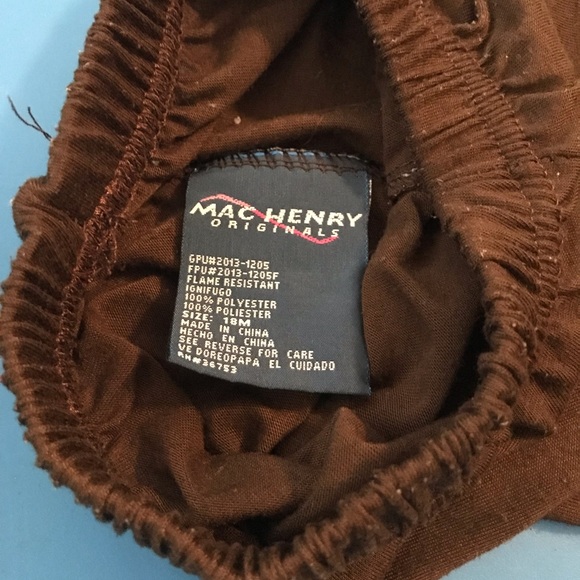 MAC HENRY
ORIGINALS
GPU#2013-1205
FPU#2013-1205F
FLAME RESISTANT
IGNIFUGO
100% POLYESTER
100% POLIESTER
SIZE: 18M
MADE IN CHINA
HECHO EN CHINA
SEE REVERSE FOR CARE
VE DOREOPAPA EL CUIDADO
RN#36753